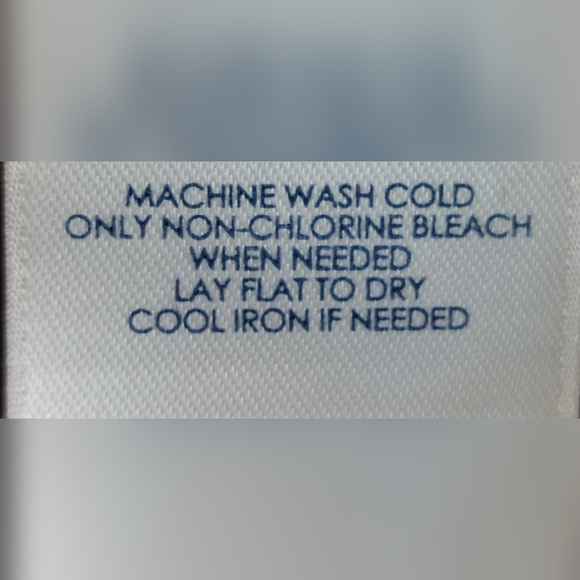 MACHINE WASH COLD
ONLY NON-CHLORINE BLEACH
WHEN NEEDED
LAY FLAT TO DRY
COOL IRON IF NEEDED